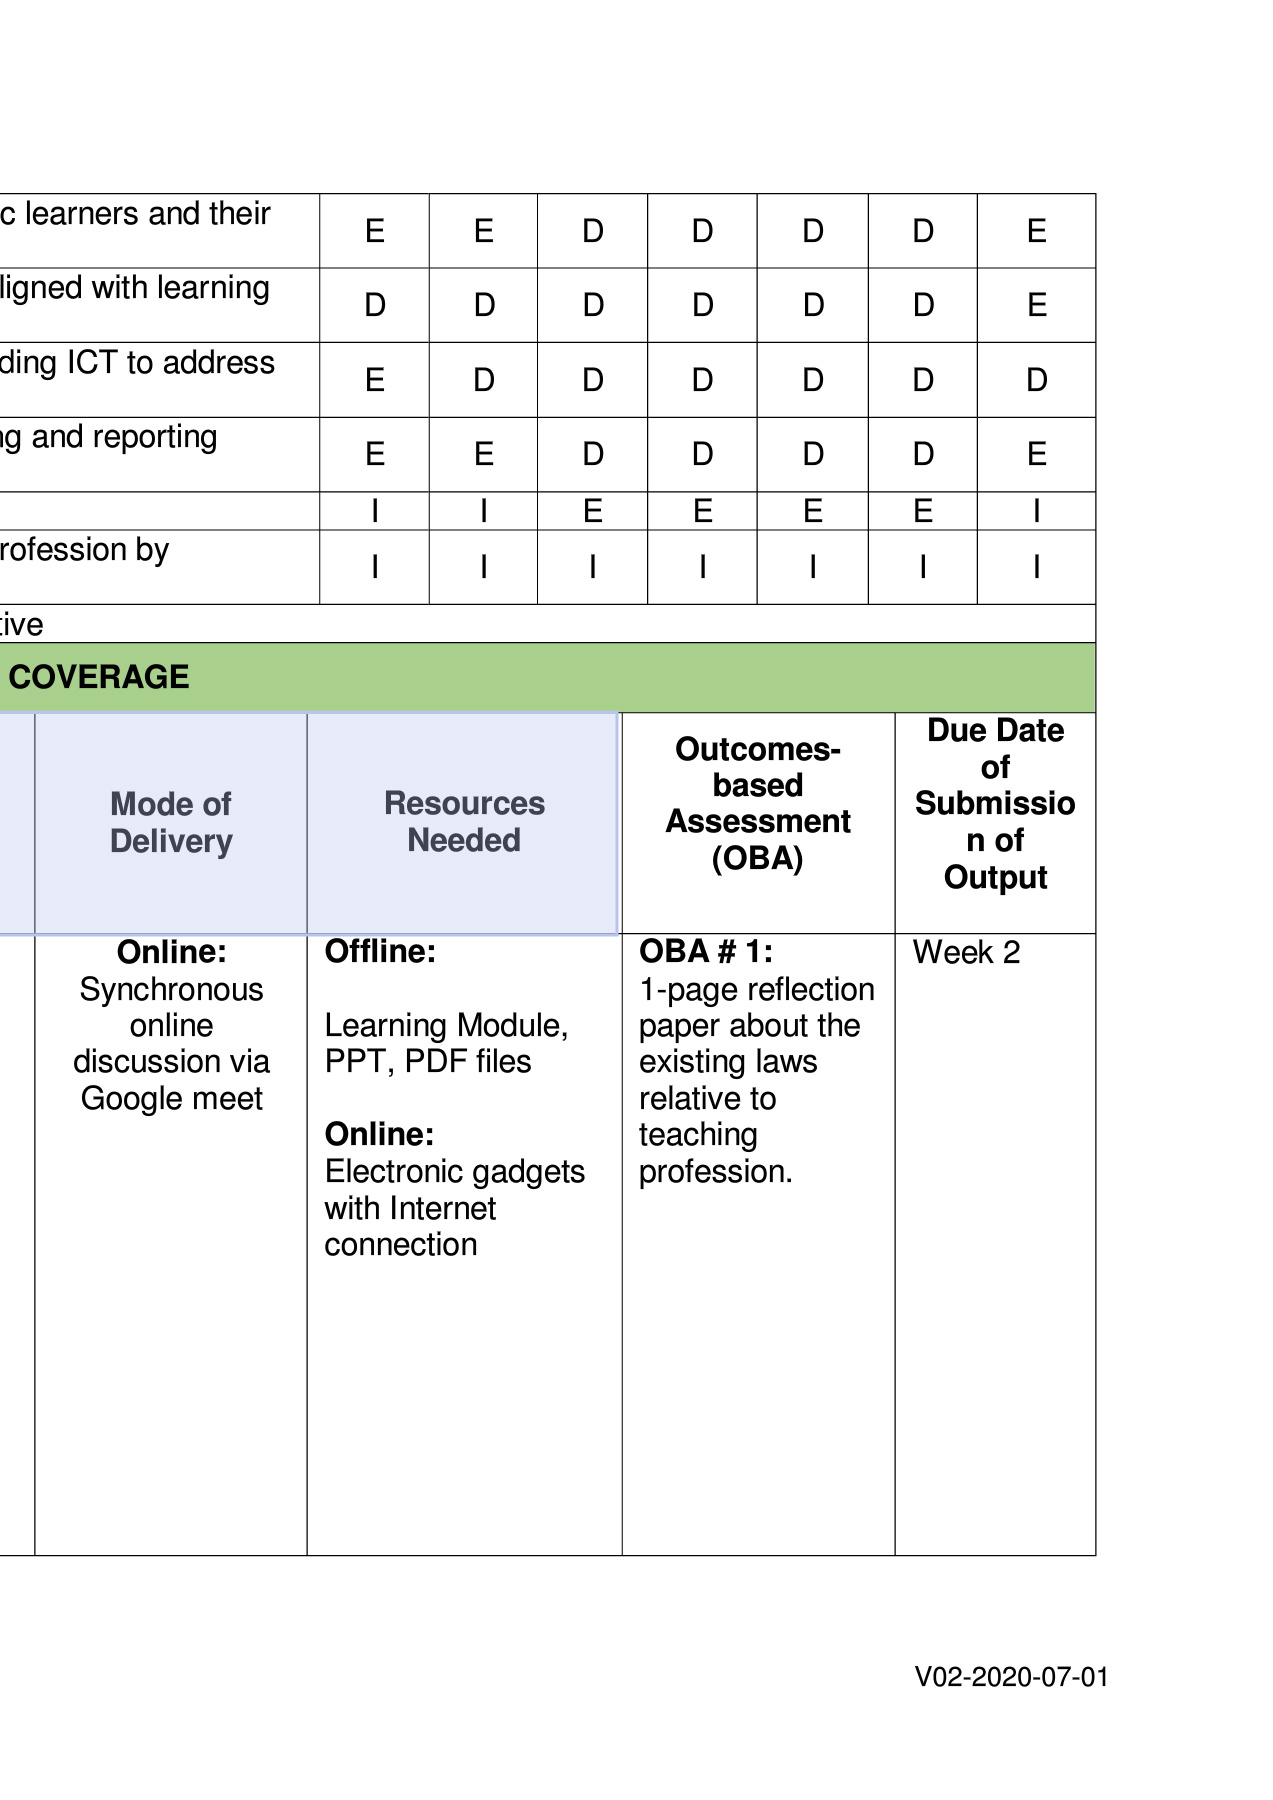 c learners and their
E E D D D D E
ligned with learning
D D D D D D E
ding ICT to address
E D D D D D D
ng and reporting
E E D D D D E
I I E E E E I
rofession by
I I I I I I I
tive
COVERAGE
Mode of
Delivery
Resources
Needed
Outcomes-
based
Assessment
(OBA)
Due Date
of
Submissio
n of
Output
Online:
Synchronous
online
discussion via
Google meet
Offline:
Learning Module,
PPT, PDF files
Online:
Electronic gadgets
with Internet
connection
OBA # 1:
1-page reflection
paper about the
existing laws
relative to
teaching
profession.
Week 2
V02-2020-07-01